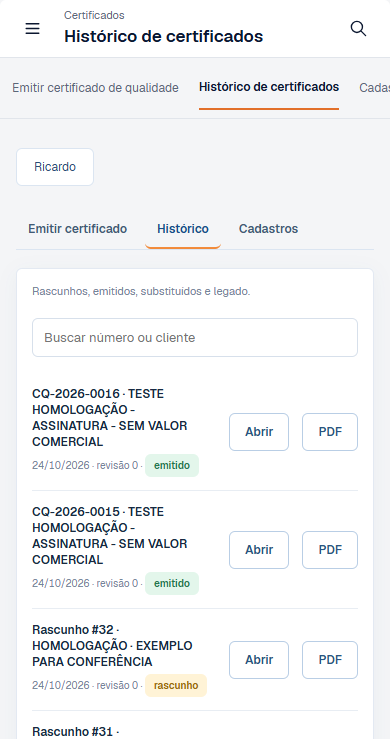 Certificados
Histórico de certificados
Emitir certificado de qualidade
Histórico de certificados
Cadas
Ricardo
Emitir certificado
Histórico
Cadastros
Rascunhos, emitidos, substituídos e legado.
Buscar número ou cliente
CQ-2026-0016 · TESTE
HOMOLOGAÇÃO -
ASSINATURA - SEM VALOR
COMERCIAL
Abrir
PDF
24/10/2026 · revisão 0 · emitido
CQ-2026-0015 · TESTE
HOMOLOGAÇÃO -
ASSINATURA - SEM VALOR
COMERCIAL
Abrir
PDF
24/10/2026 · revisão 0 · emitido
Rascunho #32 ·
HOMOLOGAÇÃO · EXEMPLO
PARA CONFERÊNCIA
Abrir
PDF
24/10/2026 · revisão 0 · rascunho
Rascunho #31 ·